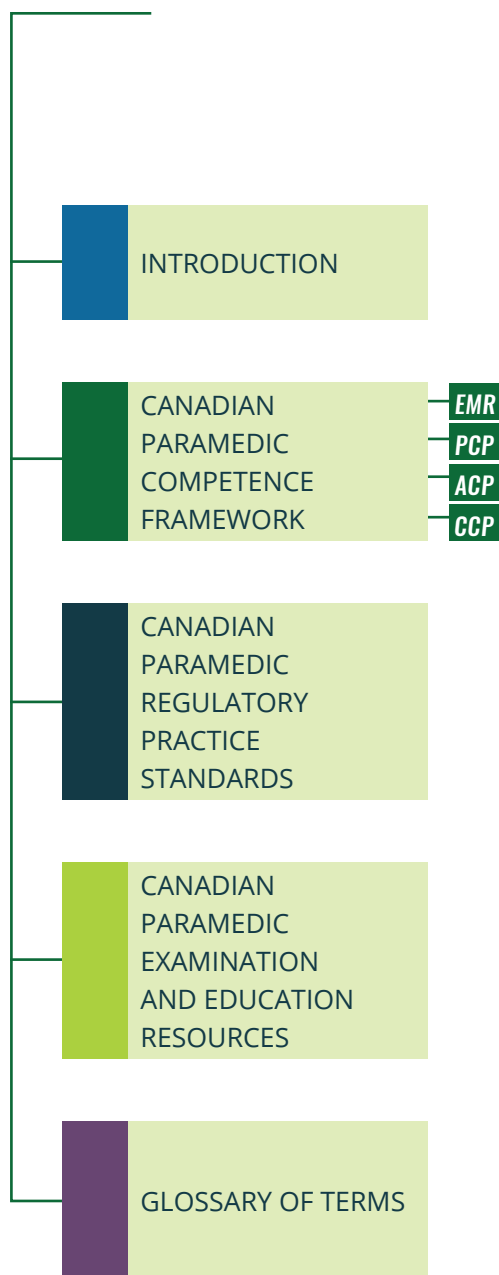 INTRODUCTION
CANADIAN
PARAMEDIC
COMPETENCE
FRAMEWORK
EMR
PCP
ACP
CCP
CANADIAN
PARAMEDIC
REGULATORY
PRACTICE
STANDARDS
CANADIAN
PARAMEDIC
EXAMINATION
AND EDUCATION
RESOURCES
GLOSSARY OF TERMS